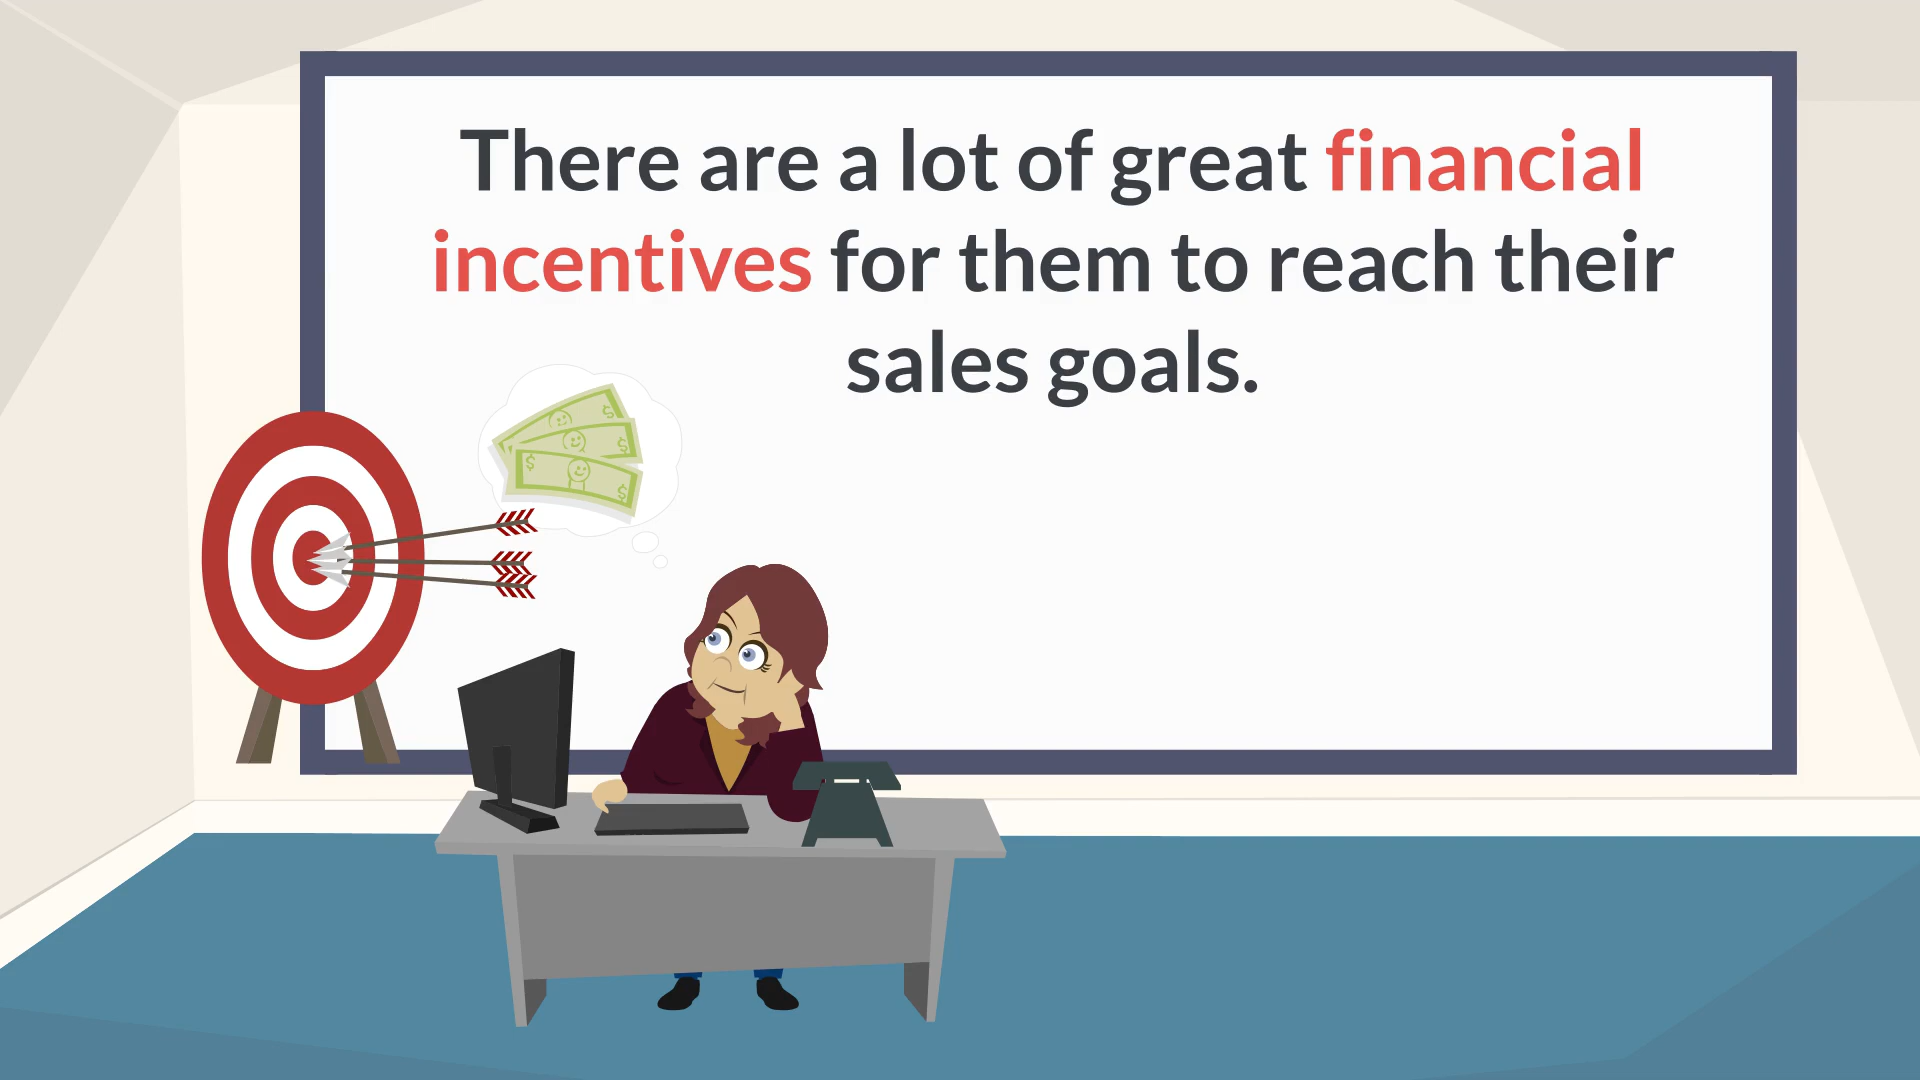 There are a lot of great financial
incentives for them to reach their
sales goals.
$
$
$
$